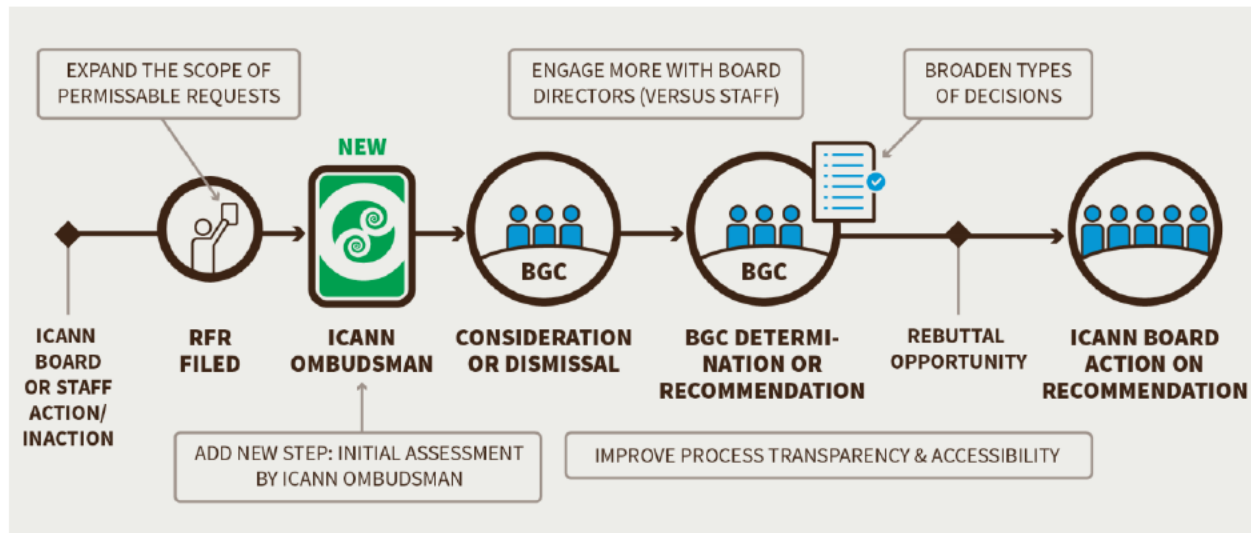 EXPAND THE SCOPE OF
PERMISSABLE REQUESTS
ENGAGE MORE WITH BOARD
DIRECTORS (VERSUS STAFF)
BROADEN TYPES
OF DECISIONS
NEW
BGC
BGC
ICANN
BOARD
OR STAFF
ACTION/
INACTION
RFR
FILED
ICANN
OMBUDSMAN
CONSIDERATION
OR DISMISSAL
BGC DETERMI-
NATION OR
RECOMMENDATION
REBUTTAL
OPPORTUNITY
ICANN BOARD
ACTION ON
RECOMMENDATION
ADD NEW STEP: INITIAL ASSESSMENT
BY ICANN OMBUDSMAN
IMPROVE PROCESS TRANSPARENCY & ACCESSIBILITY